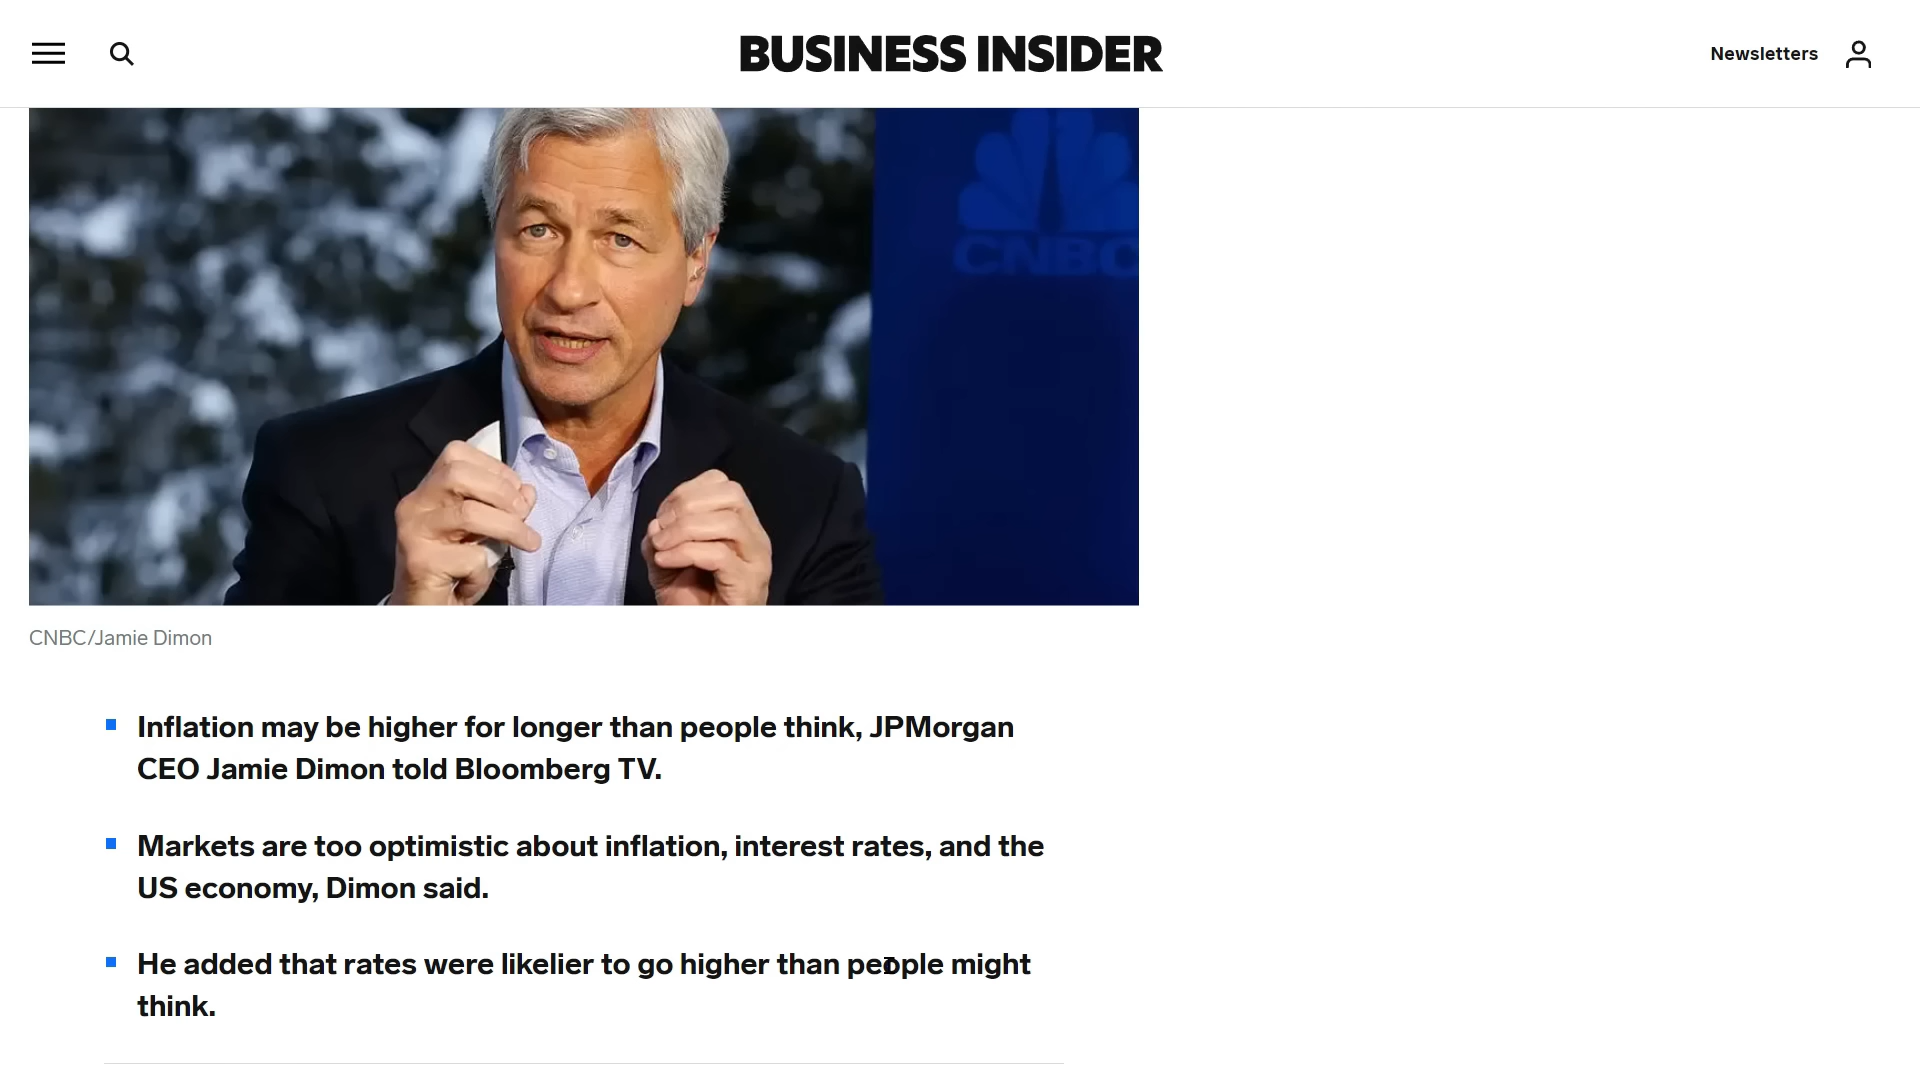 BUSINESS INSIDER
Newsletters
CNBC
CNBC/Jamie Dimon
Inflation may be higher for longer than people think, JPMorgan
CEO Jamie Dimon told Bloomberg TV.
Markets are too optimistic about inflation, interest rates, and the
US economy, Dimon said.
He added that rates were likelier to go higher than people might
think.